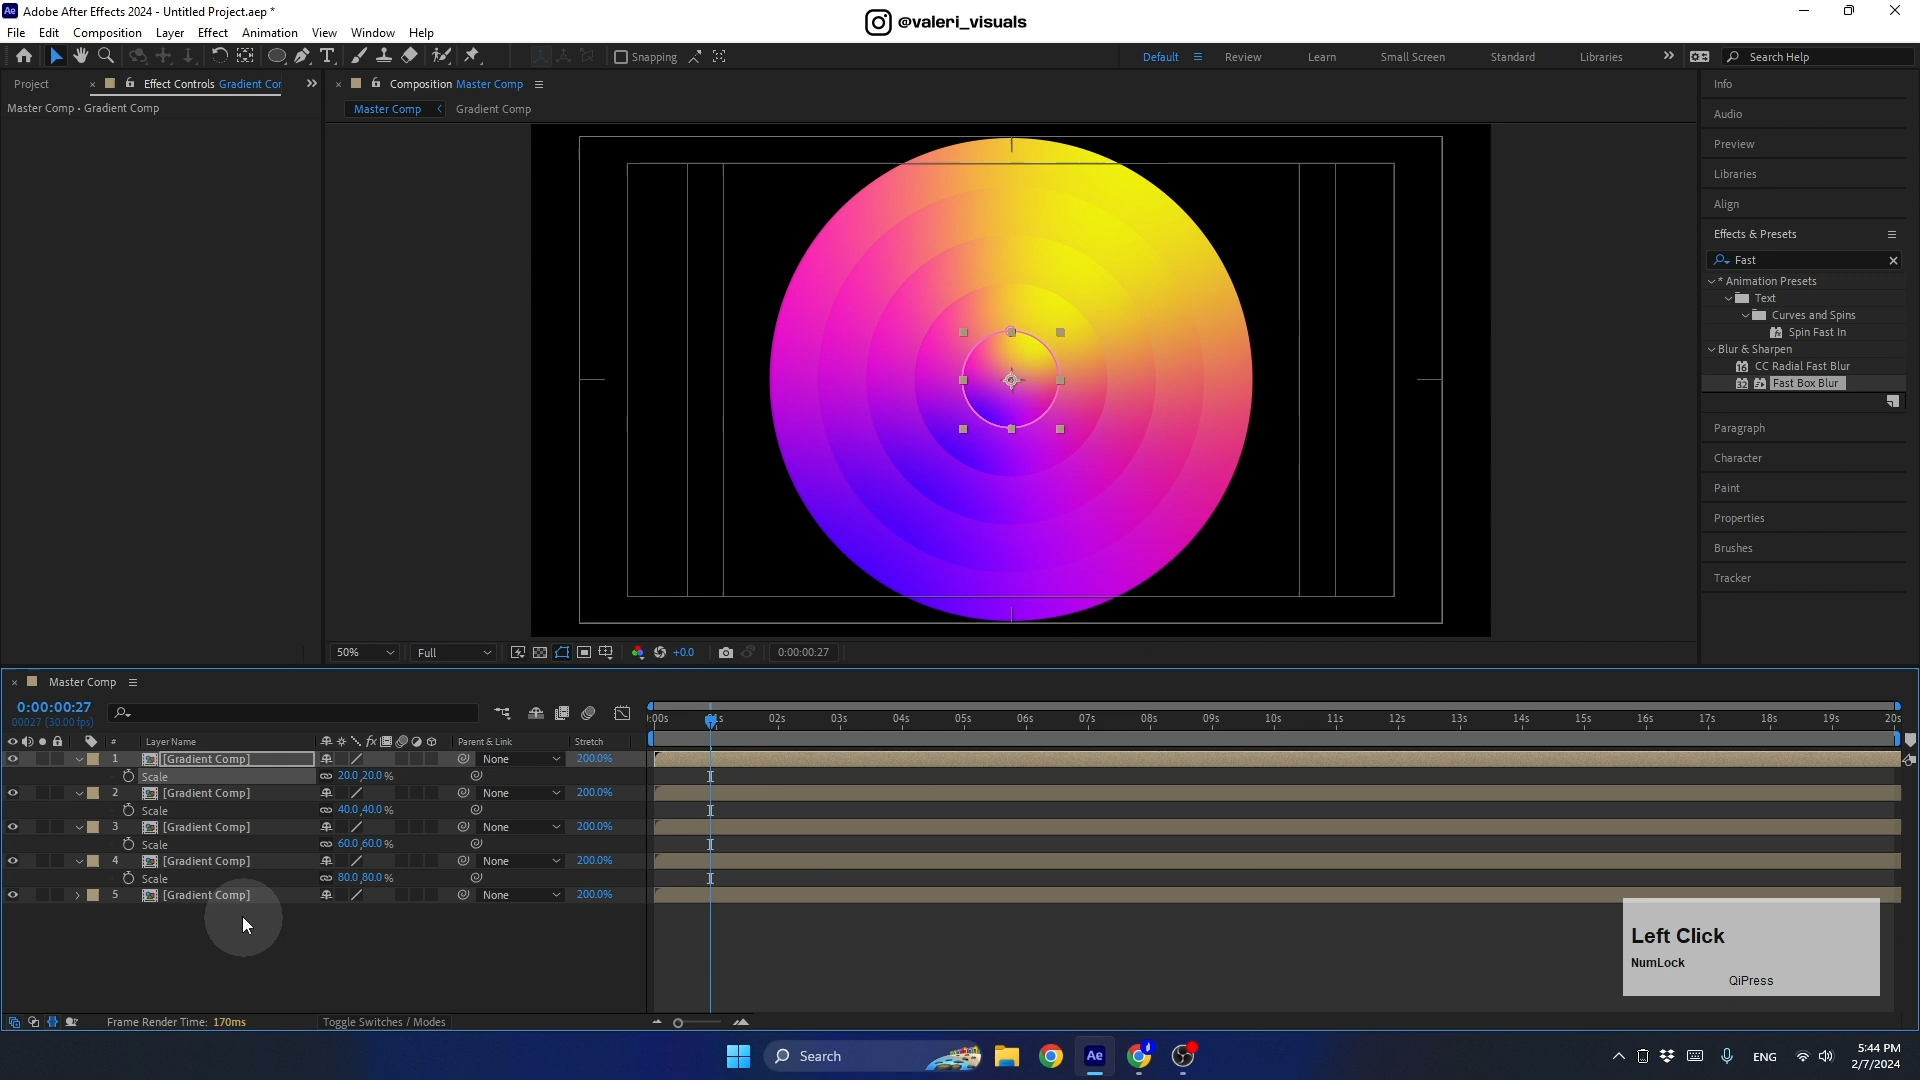 Adobe After Effects 2024 - Untitled Project.aep *
@valeri_visuals
File Edit Composition Layer Effect Animation View Window Help
Snapping
Default Review Learn Small Screen Standard Libraries Search Help
Project Effect Controls Gradient Cor
Composition Master Comp
Master Comp • Gradient Comp
Master Comp Gradient Comp
Info
Audio
Preview
Libraries
Align
Effects & Presets
Fast
* Animation Presets
Text
Curves and Spins
Spin Fast In
Blur & Sharpen
CC Radial Fast Blur
Fast Box Blur
Paragraph
Character
Paint
Properties
Brushes
Tracker
50% Full +0.0 0:00:00:27
Master Comp
0:00:00:27
00027 (30.00 fps)
:00s 01s 02s 03s 04s 05s 06s 07s 08s 09s 10s 11s 12s 13s 14s 15s 16s 17s 18s 19s 20s
# Layer Name Parent & Link Stretch
1 [Gradient Comp] None 200.0%
Scale 20.0,20.0 %
2 [Gradient Comp] None 200.0%
Scale 40.0,40.0 %
3 [Gradient Comp] None 200.0%
Scale 60.0,60.0 %
4 [Gradient Comp] None 200.0%
Scale 80.0,80.0 %
5 [Gradient Comp] None 200.0%
Left Click
NumLock
QiPress
Frame Render Time: 170ms Toggle Switches / Modes
Search
Ae
ENG
5:44 PM
2/7/2024